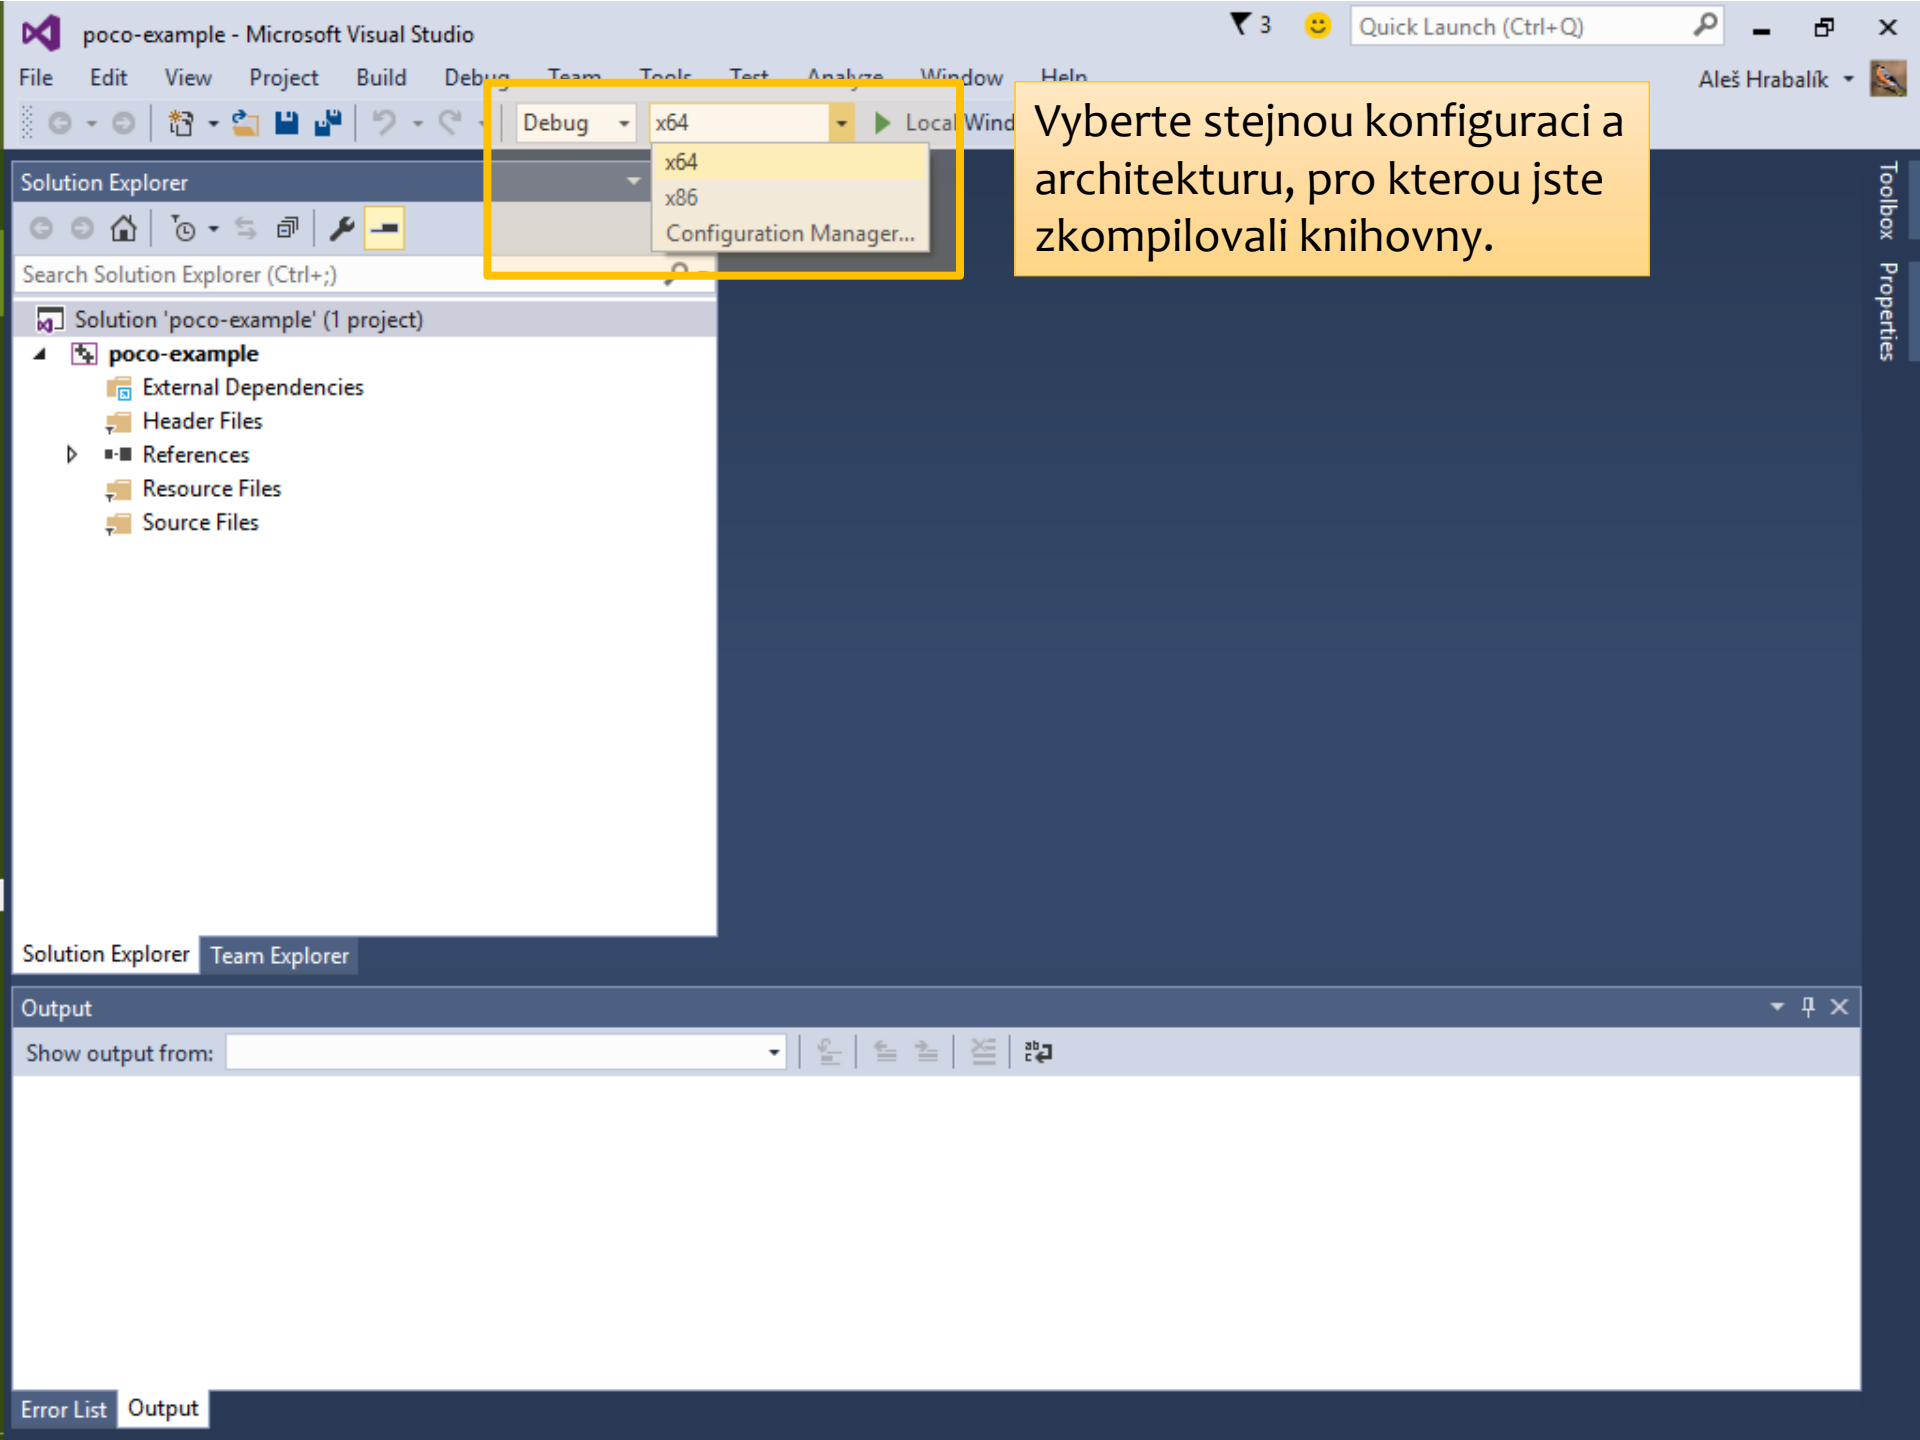 poco-example - Microsoft Visual Studio
3
Quick Launch (Ctrl+Q)
File Edit View Project Build Debug Team Tools Test Analyze Window Help
Aleš Hrabalík
Debug x64 Local Wind
Vyberte stejnou konfiguraci a
architekturu, pro kterou jste
zkompilovali knihovny.
x64
x86
Configuration Manager...
Solution Explorer
Search Solution Explorer (Ctrl+;)
Solution 'poco-example' (1 project)
poco-example
External Dependencies
Header Files
References
Resource Files
Source Files
Toolbox
Properties
Solution Explorer Team Explorer
Output
Show output from:
Error List Output